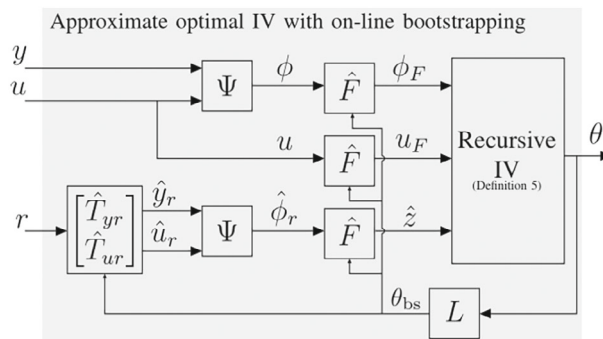 Approximate optimal IV with on-line bootstrapping
y
u
Ψ
ϕ
F̂
ϕ_F
u
F̂
u_F
Recursive
IV
(Definition 5)
θ
r
T̂_yr
T̂_ur
ŷ_r
û_r
Ψ
ϕ̂_r
F̂
ẑ
θ_bs
L